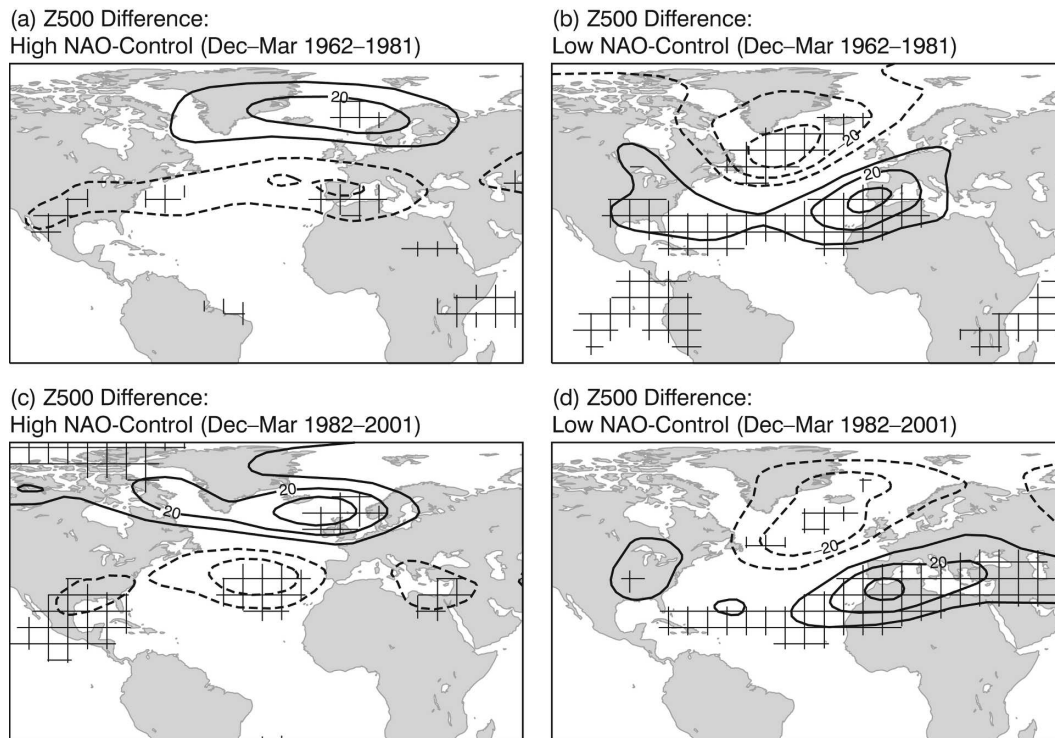 (a) Z500 Difference:
High NAO-Control (Dec–Mar 1962–1981)
20
(b) Z500 Difference:
Low NAO-Control (Dec–Mar 1962–1981)
-20
20
(c) Z500 Difference:
High NAO-Control (Dec–Mar 1982–2001)
20
20
(d) Z500 Difference:
Low NAO-Control (Dec–Mar 1982–2001)
-20
20